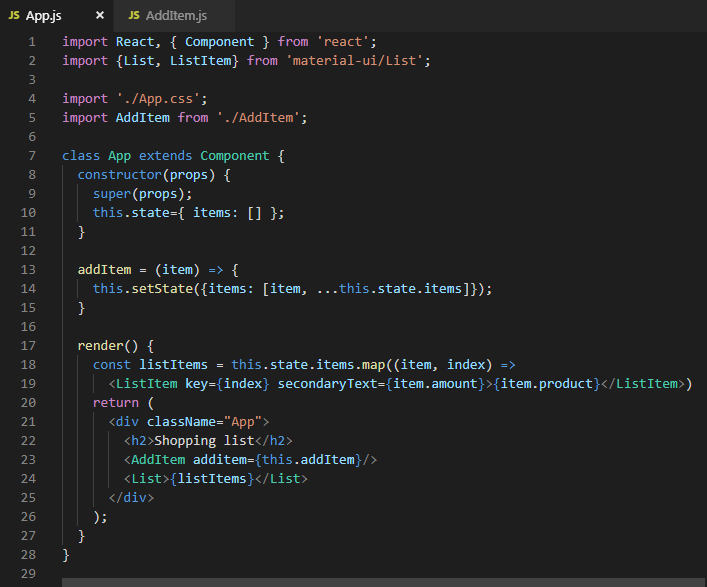 JS App.js × JS AddItem.js
1 import React, { Component } from 'react';
2 import {List, ListItem} from 'material-ui/List';
3
4 import './App.css';
5 import AddItem from './AddItem';
6
7 class App extends Component {
8   constructor(props) {
9     super(props);
10     this.state={ items: [] };
11   }
12
13   addItem = (item) => {
14     this.setState({items: [item, ...this.state.items]});
15   }
16
17   render() {
18     const listItems = this.state.items.map((item, index) =>
19       <ListItem key={index} secondaryText={item.amount}>{item.product}</ListItem>)
20     return (
21       <div className="App">
22         <h2>Shopping list</h2>
23         <AddItem additem={this.addItem}/>
24         <List>{listItems}</List>
25       </div>
26     );
27   }
28 }
29